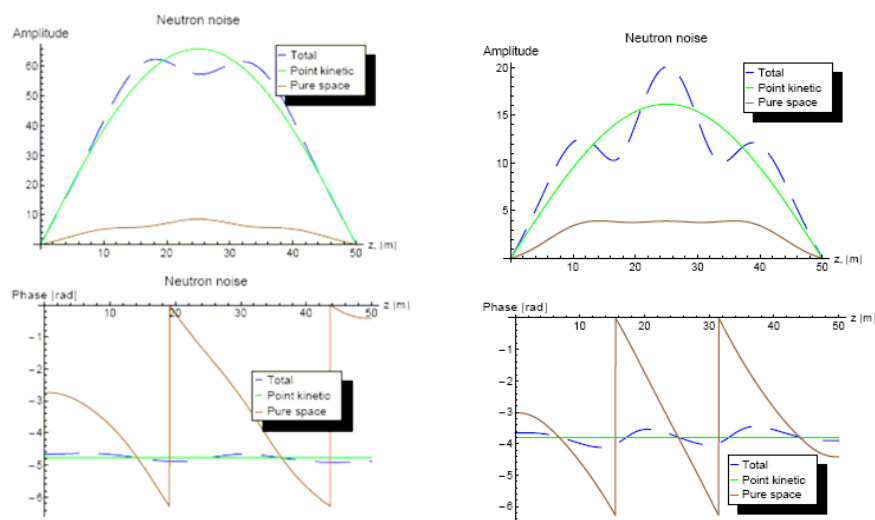 Neutron noise
Amplitude
Total
Point kinetic
Pure space
60
50
40
30
20
10
10 20 30 40 50
z, |m|
Neutron noise
Amplitude
20
Total
Point kinetic
Pure space
15
10
5
10 20 30 40 50
z, |m|
Neutron noise
Phase |rad|
10 20 30 40 50
z |m|
-1
-2
-3
-4
-5
-6
Total
Point kinetic
Pure space
Phase |rad|
10 20 30 40 50
z |m|
-1
-2
-3
-4
-5
-6
Total
Point kinetic
Pure space